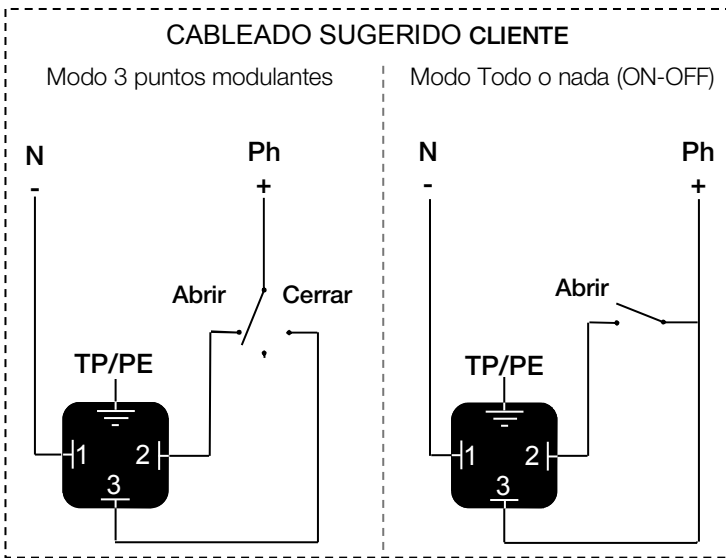 CABLEADO SUGERIDO CLIENTE
Modo 3 puntos modulantes
N
-
Ph
+
Abrir
Cerrar
TP/PE
1
2
3
Modo Todo o nada (ON-OFF)
N
-
Ph
+
Abrir
TP/PE
1
2
3